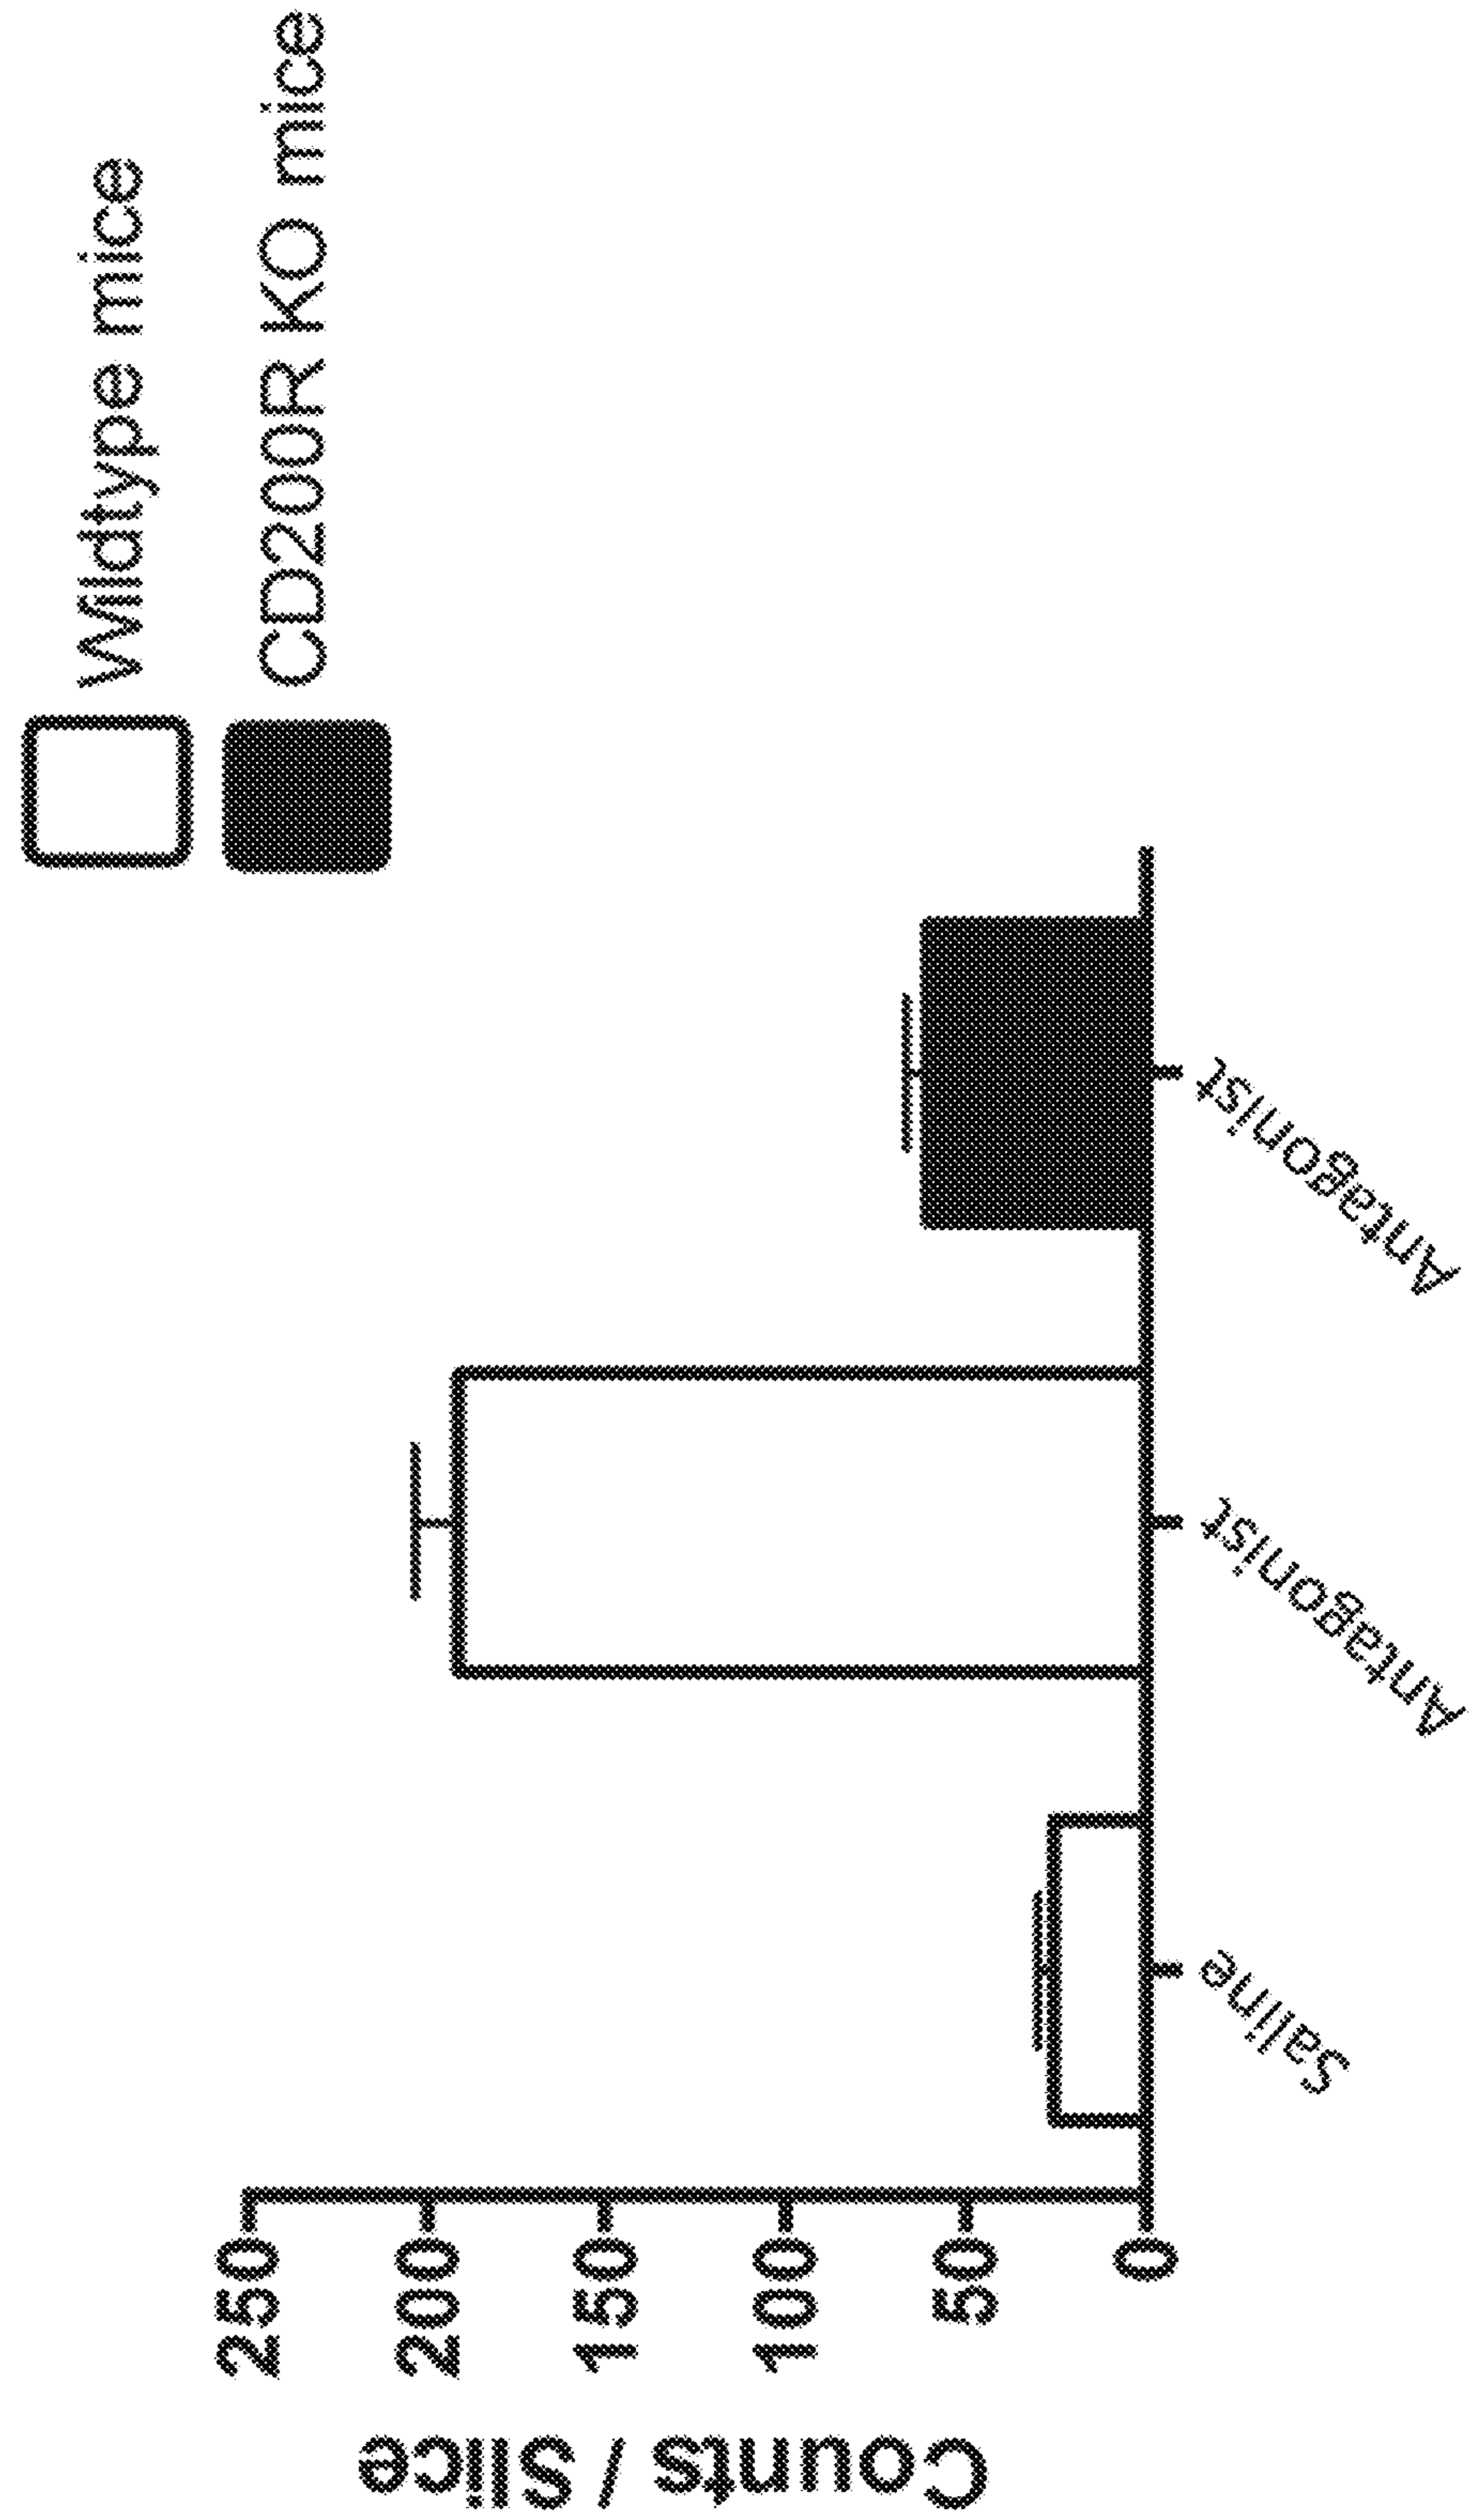 Wildtype mice
CD200R KO mice
Counts / Slice
250
200
150
100
50
0
Saline
Antagonist
Antagonist